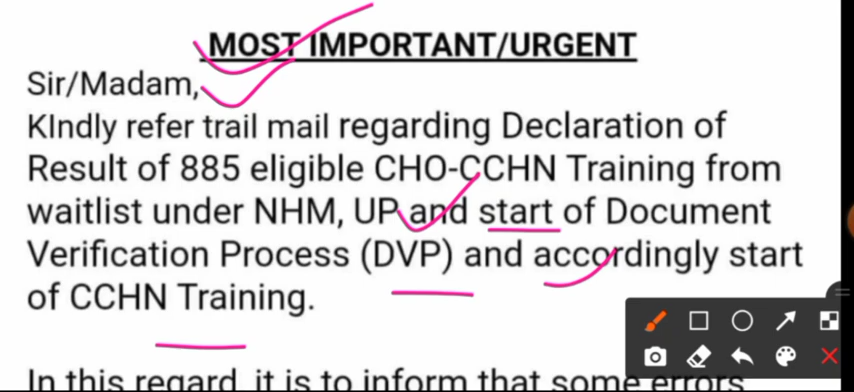 MOST IMPORTANT/URGENT
Sir/Madam,
KIndly refer trail mail regarding Declaration of
Result of 885 eligible CHO-CCHN Training from
waitlist under NHM, UP and start of Document
Verification Process (DVP) and accordingly start
of CCHN Training.
In this regard, it is to inform that some errors